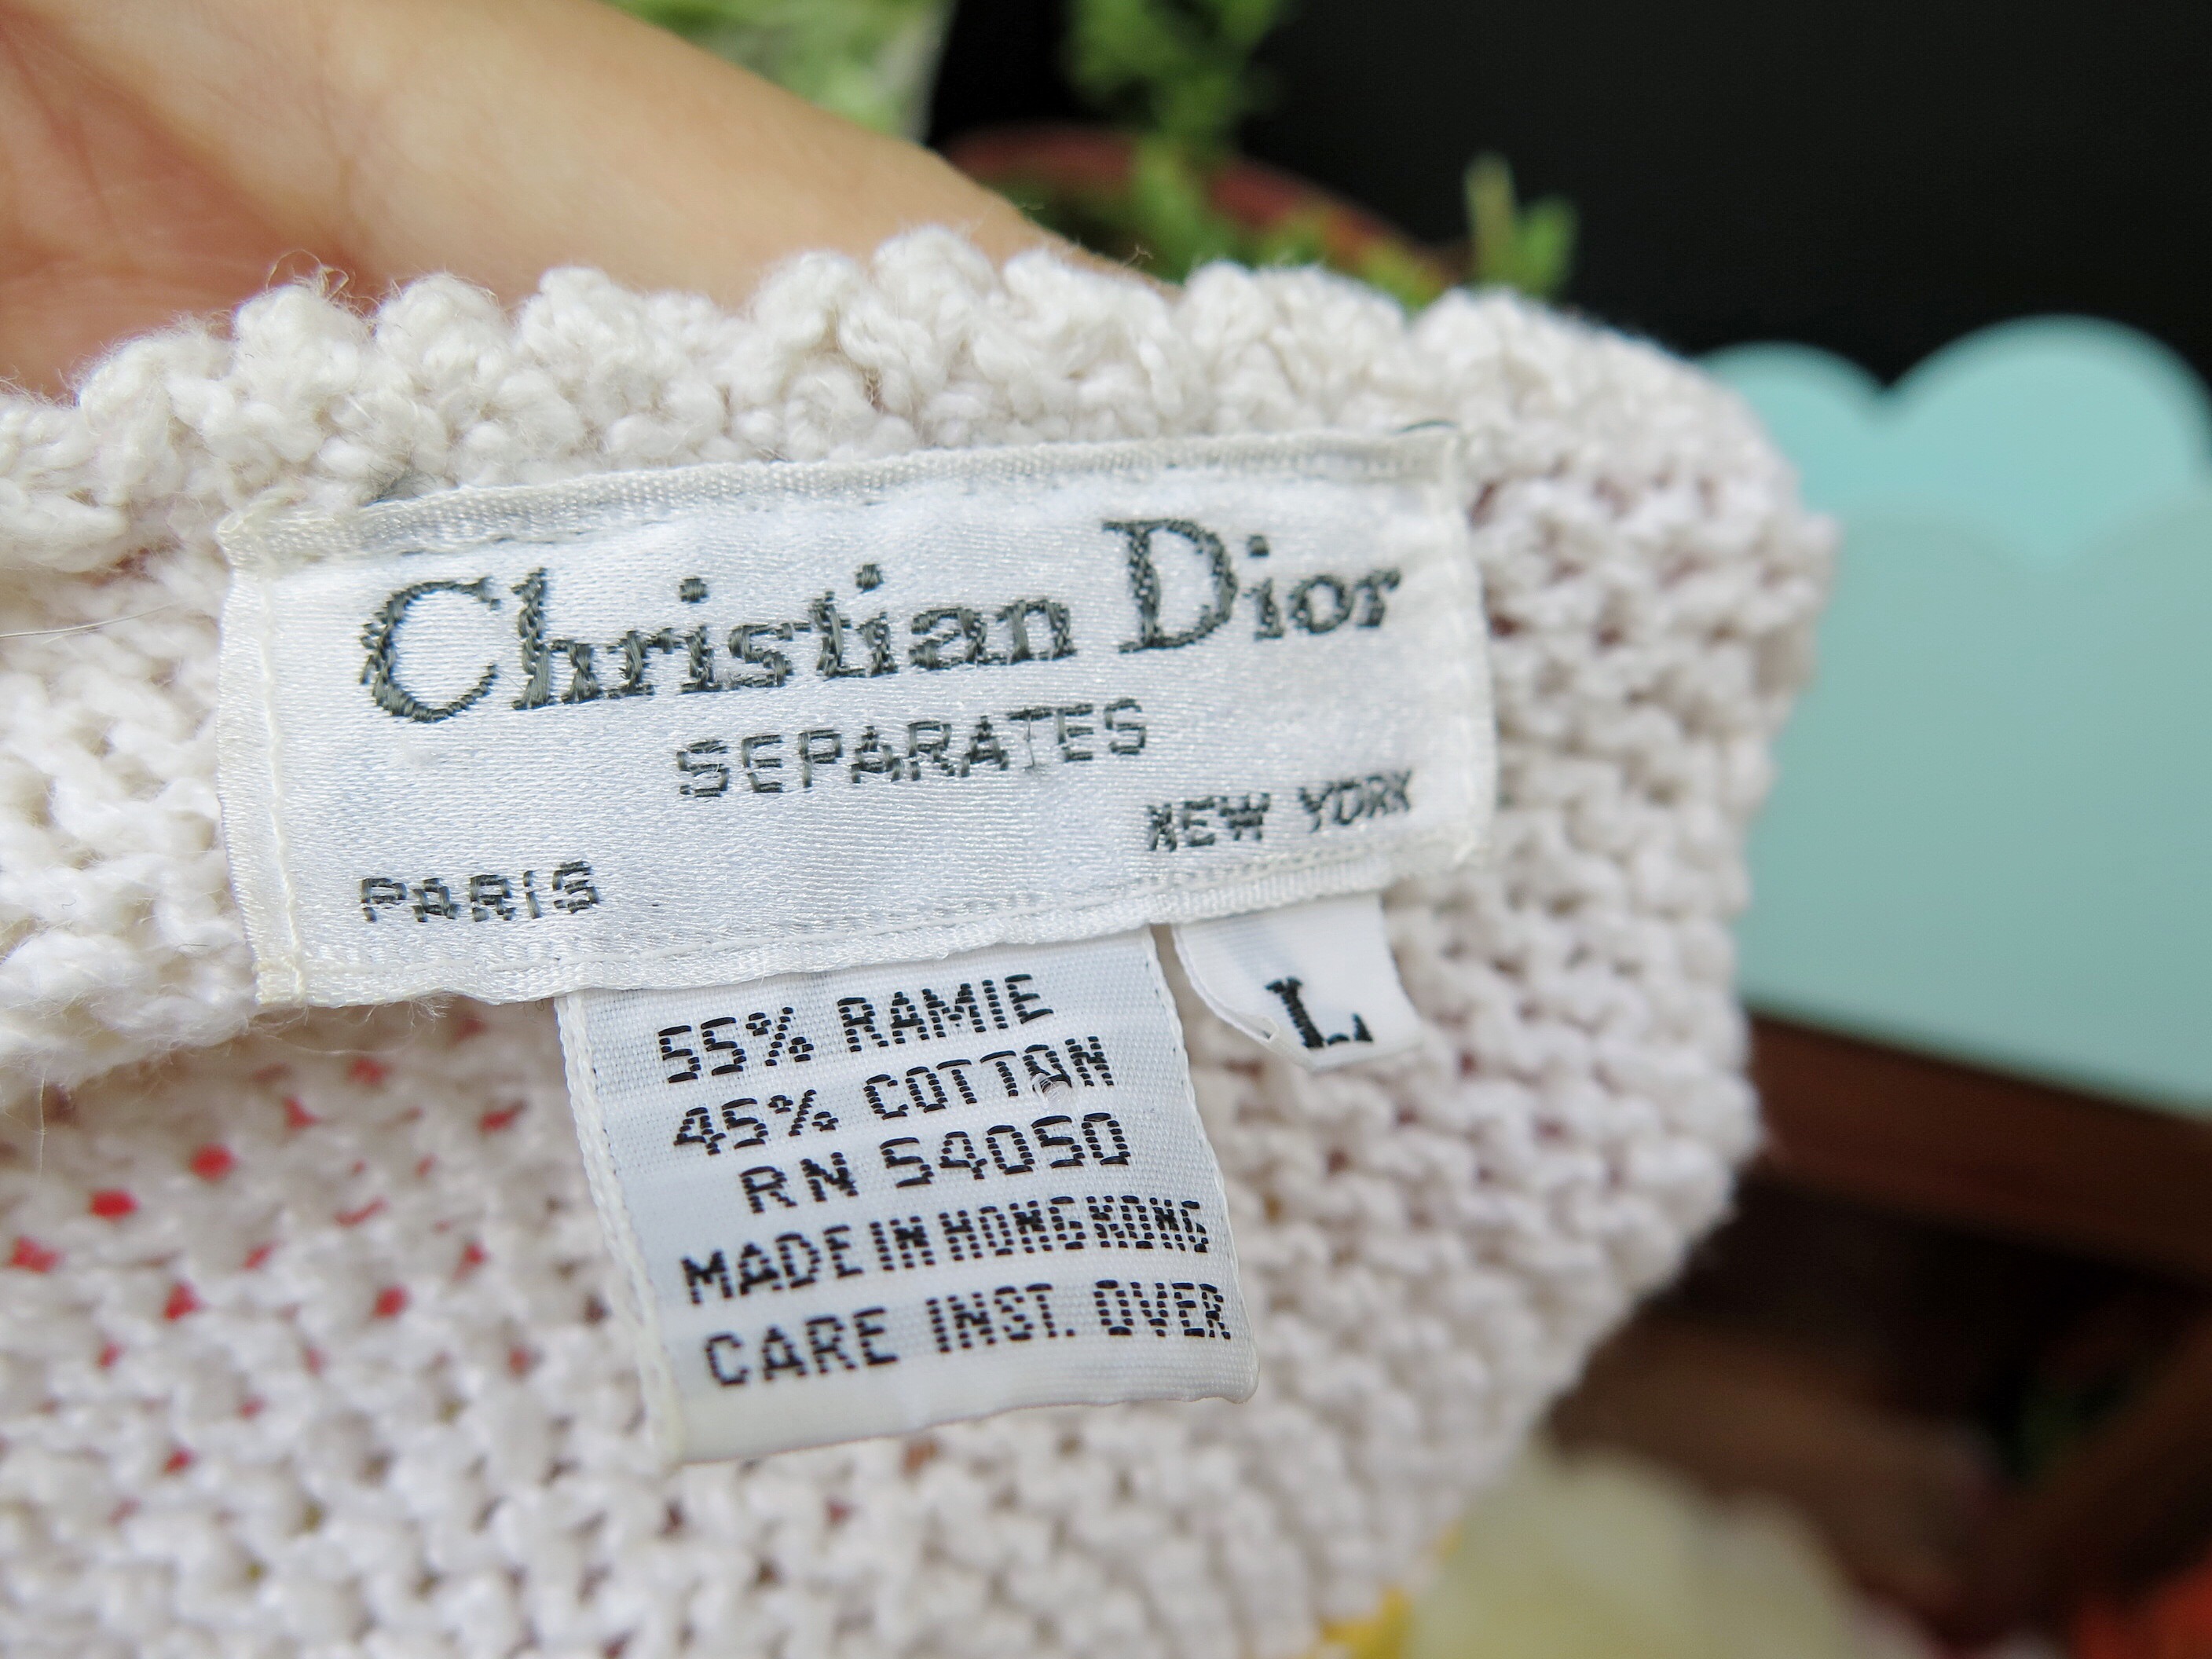 Christian Dior
SEPARATES
PARIS NEW YORK
L
55% RAMIE
45% COTTON
RN 54050
MADE IN HONG KONG
CARE INST. OVER